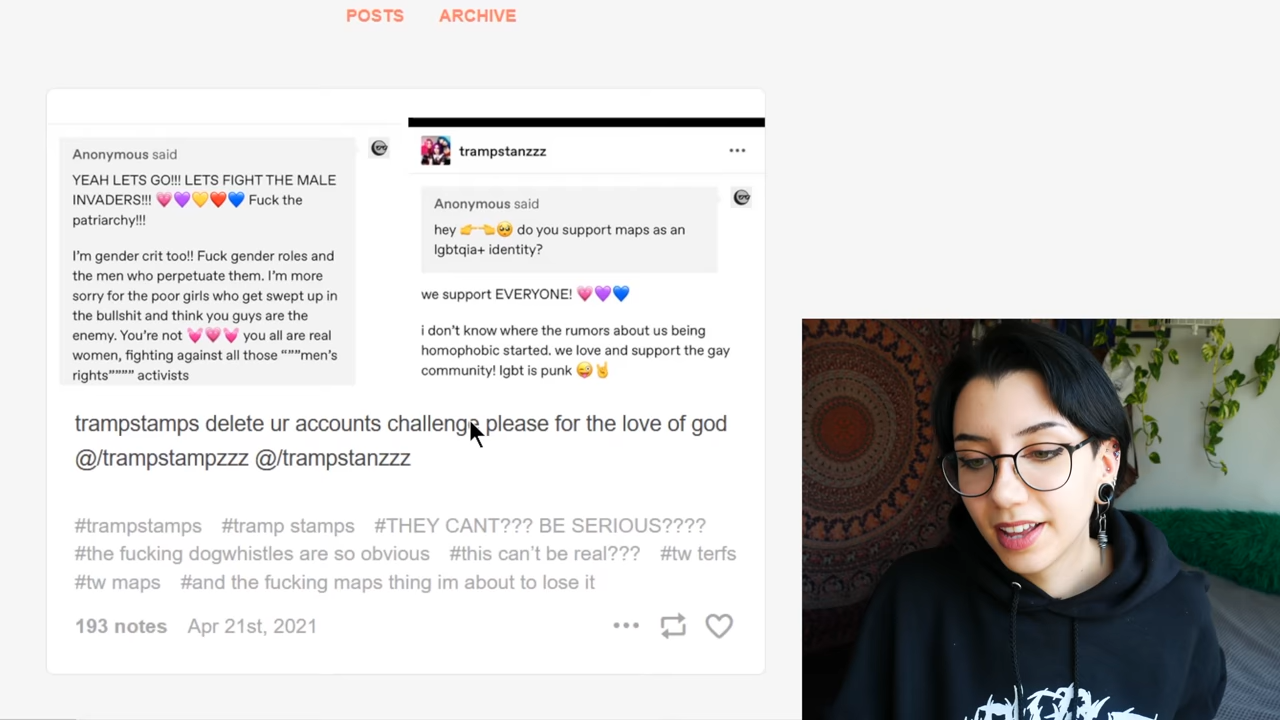 POSTS ARCHIVE
Anonymous said
YEAH LETS GO!!! LETS FIGHT THE MALE
INVADERS!!! 💗💜💛❤️💙 Fuck the
patriarchy!!!
I'm gender crit too!! Fuck gender roles and
the men who perpetuate them. I'm more
sorry for the poor girls who get swept up in
the bullshit and think you guys are the
enemy. You're not 💓💗💓 you all are real
women, fighting against all those """men's
rights"""" activists
trampstanzzz
Anonymous said
hey 👉👈🥺 do you support maps as an
lgbtqia+ identity?
we support EVERYONE! 💗💜💙
i don't know where the rumors about us being
homophobic started. we love and support the gay
community! lgbt is punk 😜🤘
trampstamps delete ur accounts challenge please for the love of god
@/trampstampzzz @/trampstanzzz
#trampstamps #tramp stamps #THEY CANT??? BE SERIOUS????
#the fucking dogwhistles are so obvious #this can't be real??? #tw terfs
#tw maps #and the fucking maps thing im about to lose it
193 notes Apr 21st, 2021